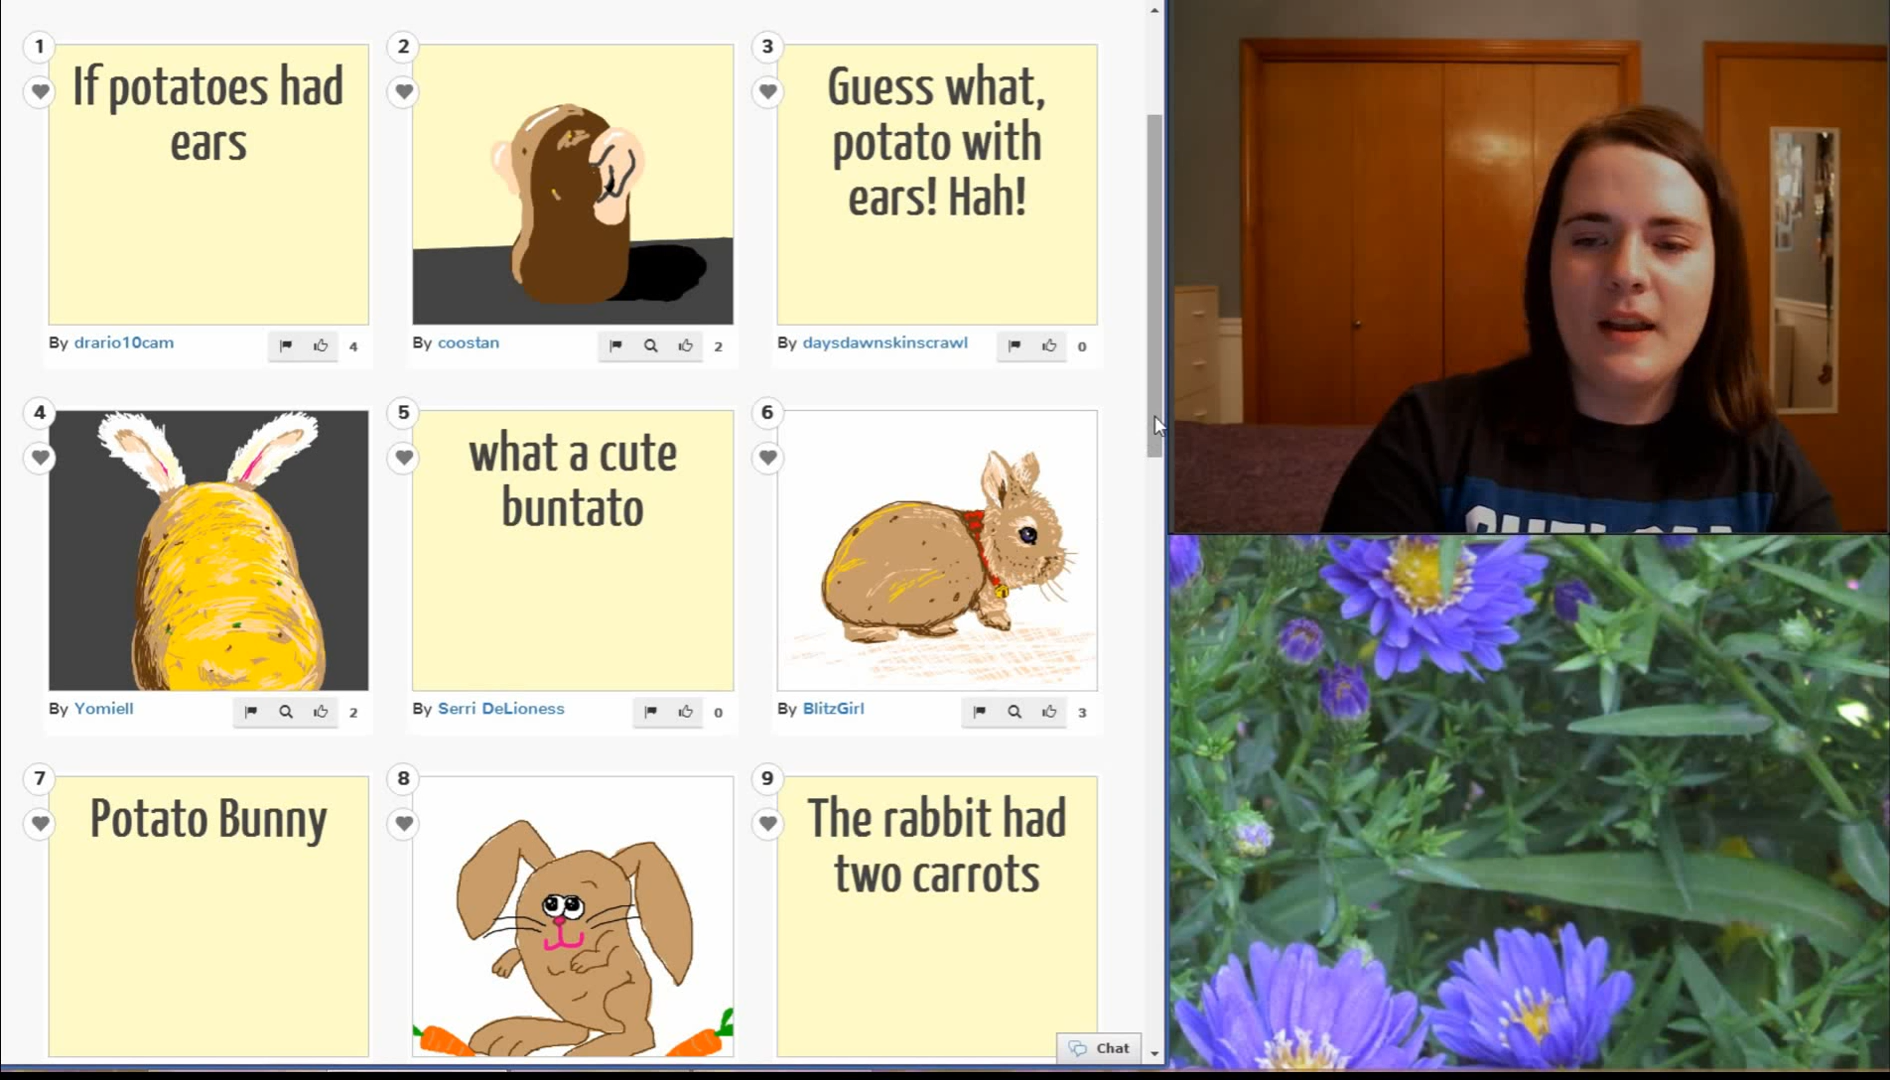 1
If potatoes had
ears
By drario10cam
4
2
By coostan
2
3
Guess what,
potato with
ears! Hah!
By daysdawnskinscrawl
0
4
By Yomiell
2
5
what a cute
buntato
By Serri DeLioness
0
6
By BlitzGirl
3
7
Potato Bunny
8
9
The rabbit had
two carrots
Chat